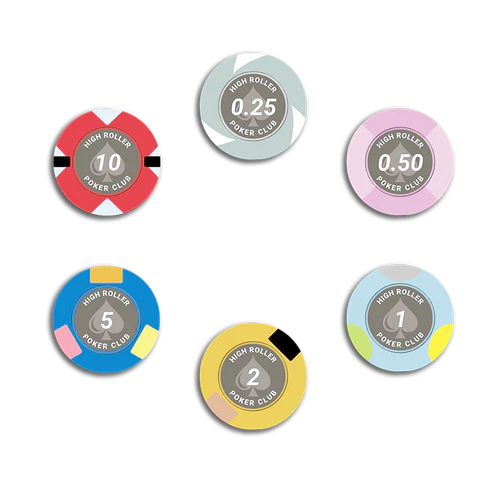 HIGH ROLLER
0.25
POKER CLUB
HIGH ROLLER
10
POKER CLUB
HIGH ROLLER
0.50
POKER CLUB
HIGH ROLLER
5
POKER CLUB
HIGH ROLLER
1
POKER CLUB
HIGH ROLLER
2
POKER CLUB